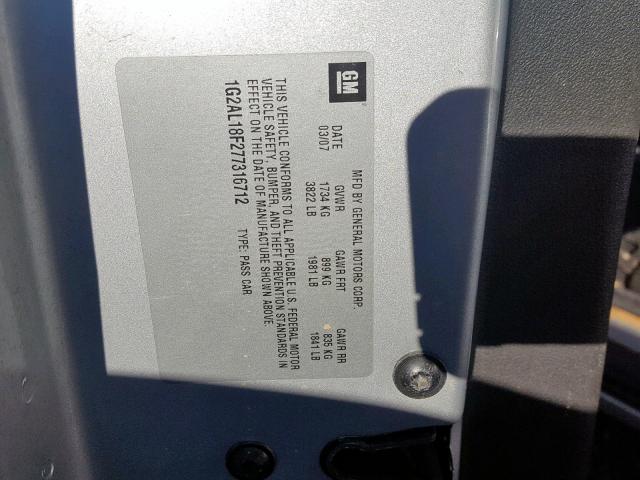 GM
MFD BY GENERAL MOTORS CORP.
DATE GVWR GAWR FRT GAWR RR
03/07 1734 KG 899 KG 835 KG
3822 LB 1981 LB 1841 LB
THIS VEHICLE CONFORMS TO ALL APPLICABLE U.S. FEDERAL MOTOR
VEHICLE SAFETY, BUMPER, AND THEFT PREVENTION STANDARDS IN
EFFECT ON THE DATE OF MANUFACTURE SHOWN ABOVE.
1G2AL18F277316712 TYPE: PASS CAR